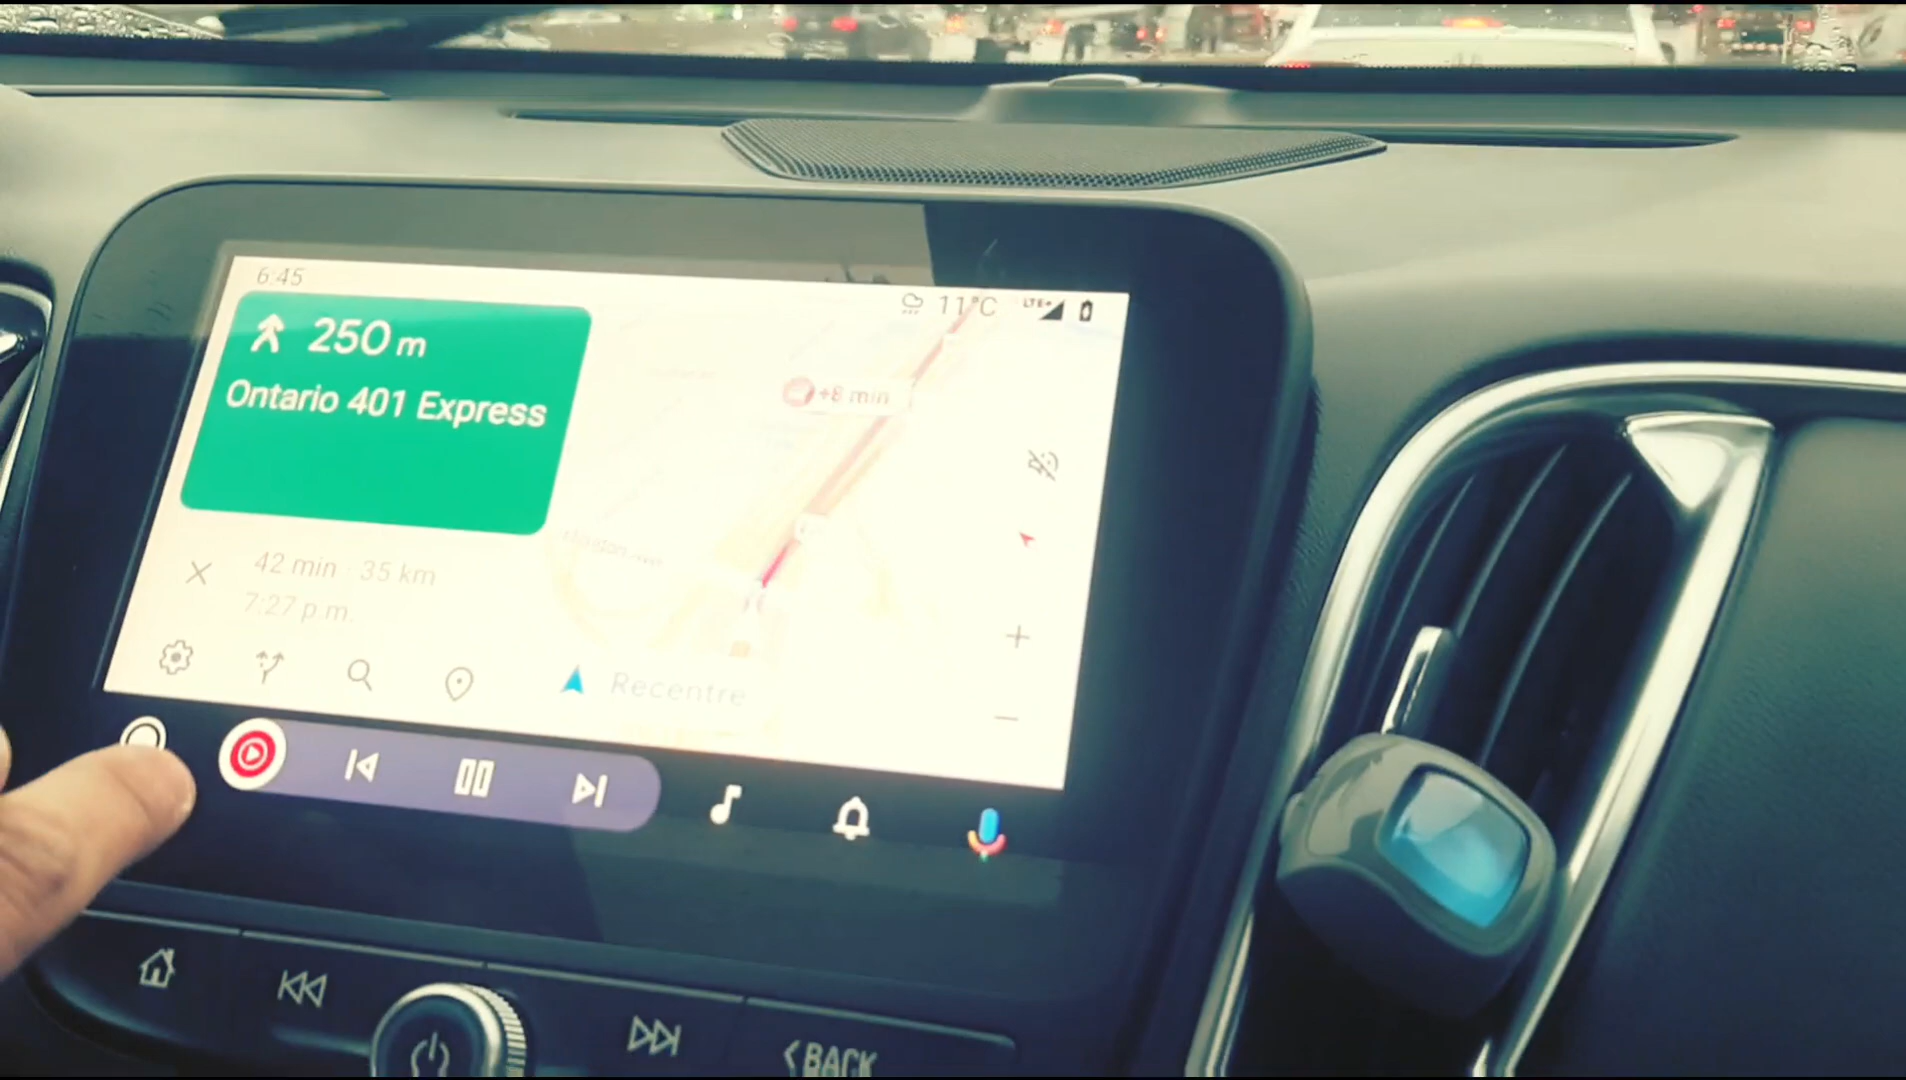 6:45
11°C LTE+
250 m
Ontario 401 Express
+8 min
42 min · 35 km
7:27 p.m.
Recentre
BACK